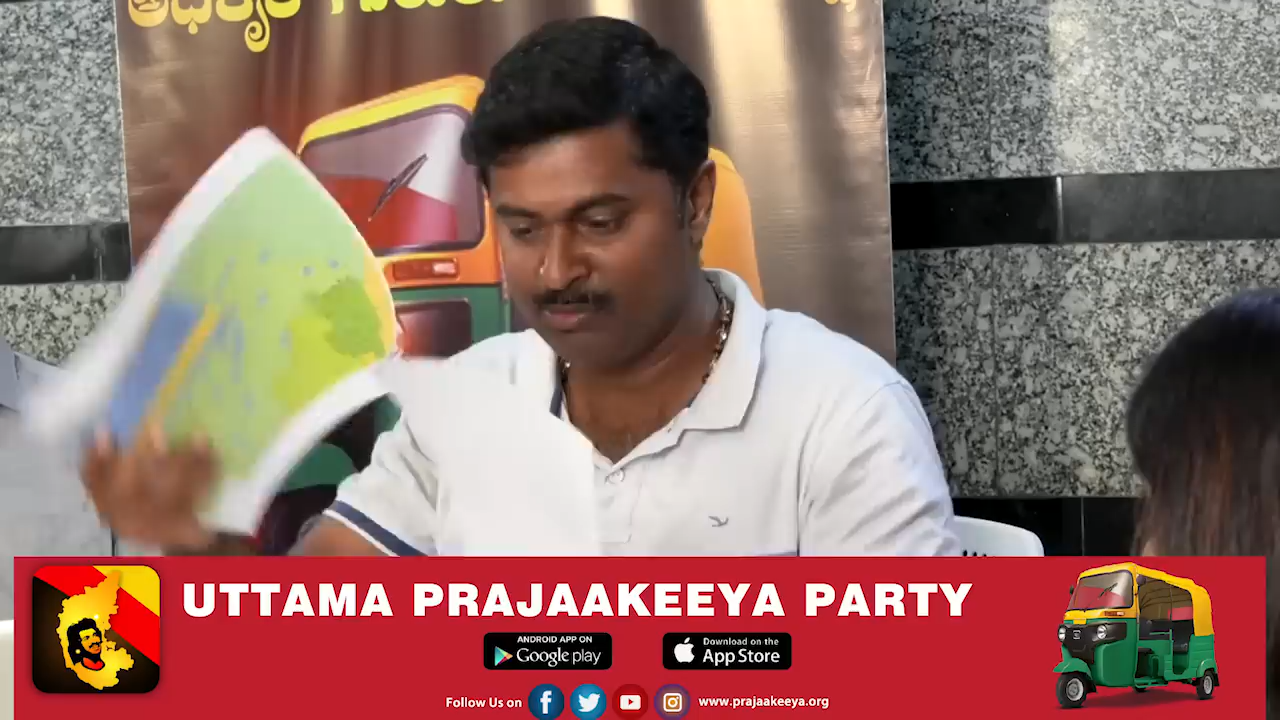 UTTAMA PRAJAAKEEYA PARTY
ANDROID APP ON
Google play
Download on the
App Store
Follow Us on
www.prajaakeeya.org